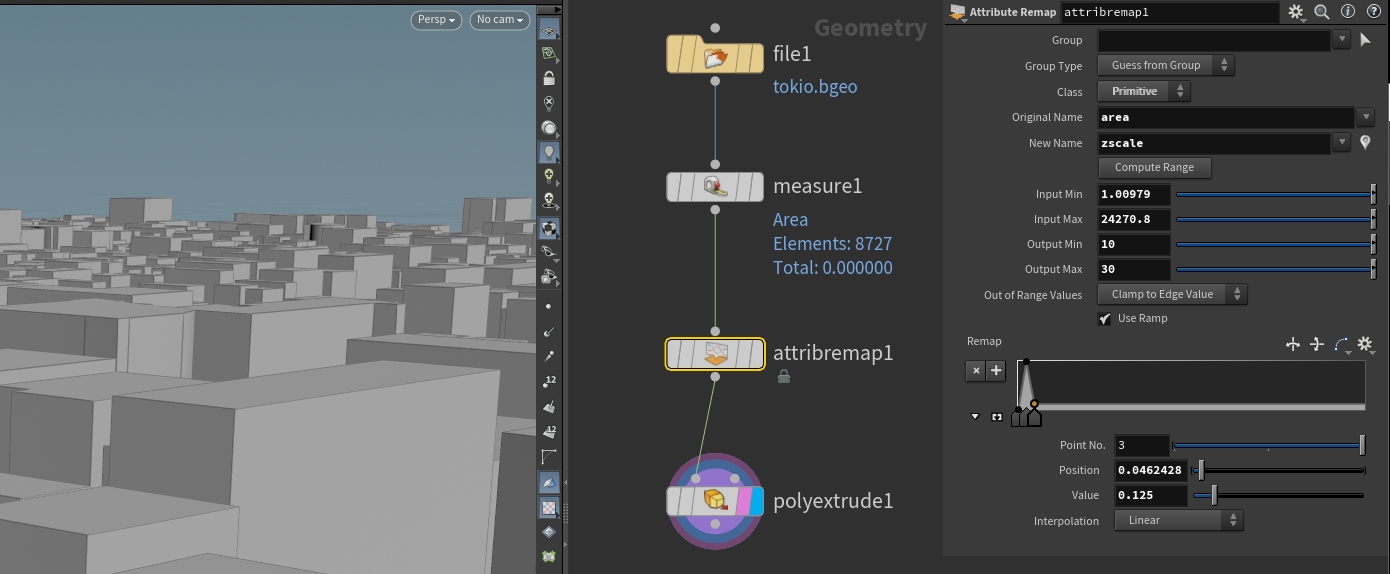 Persp
No cam
12
12
Geometry
file1
tokio.bgeo
measure1
Area
Elements: 8727
Total: 0.000000
attribremap1
polyextrude1
Attribute Remap attribremap1
Group
Group Type Guess from Group
Class Primitive
Original Name area
New Name zscale
Compute Range
Input Min 1.00979
Input Max 24270.8
Output Min 10
Output Max 30
Out of Range Values Clamp to Edge Value
Use Ramp
Remap
Point No. 3
Position 0.0462428
Value 0.125
Interpolation Linear